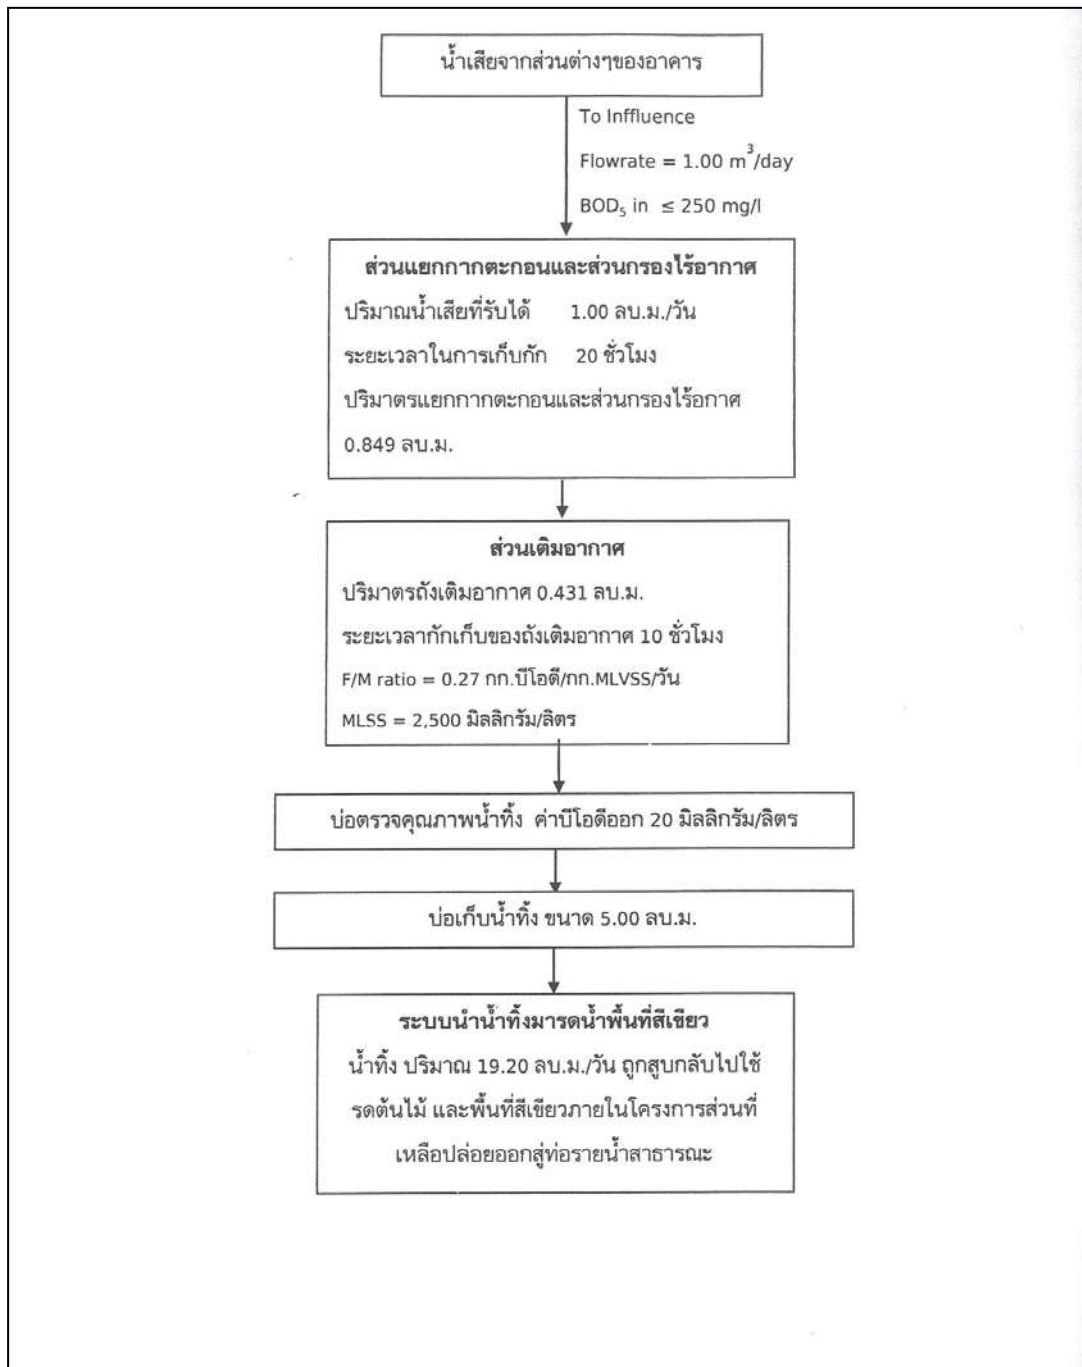 น้ำเสียจากส่วนต่างๆของอาคาร
To Inffluence
Flowrate = 1.00 m³/day
BOD₅ in ≤ 250 mg/l
ส่วนแยกกากตะกอนและส่วนกรองไร้อากาศ
ปริมาณน้ำเสียที่รับได้ 1.00 ลบ.ม./วัน
ระยะเวลาในการเก็บกัก 20 ชั่วโมง
ปริมาตรแยกกากตะกอนและส่วนกรองไร้อกาศ
0.849 ลบ.ม.
ส่วนเติมอากาศ
ปริมาตรถังเติมอากาศ 0.431 ลบ.ม.
ระยะเวลากักเก็บของถังเติมอากาศ 10 ชั่วโมง
F/M ratio = 0.27 กก.บีโอดี/กก.MLVSS/วัน
MLSS = 2,500 มิลลิกรัม/ลิตร
บ่อตรวจคุณภาพน้ำทิ้ง ค่าบีโอดีออก 20 มิลลิกรัม/ลิตร
บ่อเก็บน้ำทิ้ง ขนาด 5.00 ลบ.ม.
ระบบนำน้ำทิ้งมารดน้ำพื้นที่สีเขียว
น้ำทิ้ง ปริมาณ 19.20 ลบ.ม./วัน ถูกสูบกลับไปใช้
รดต้นไม้ และพื้นที่สีเขียวภายในโครงการส่วนที่
เหลือปล่อยออกสู่ท่อรายน้ำสาธารณะ